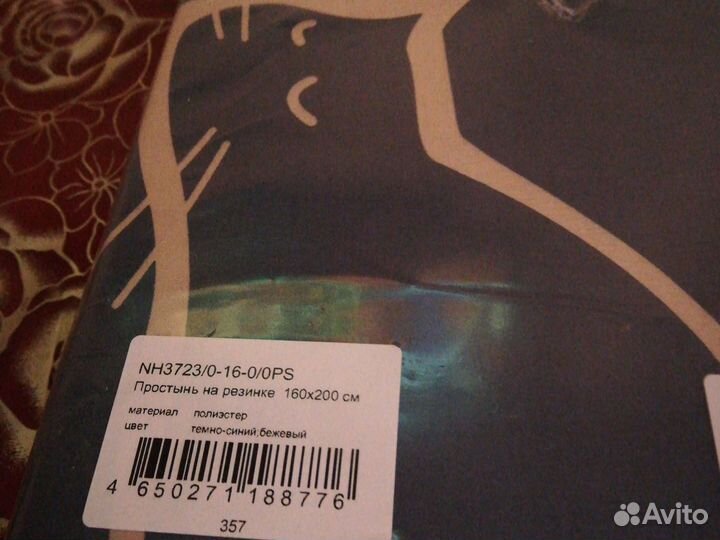 NH3723/0-16-0/0PS
Простынь на резинке 160x200 см
материал полиэстер
цвет темно-синий;бежевый
4 650271 188776
357
Avito